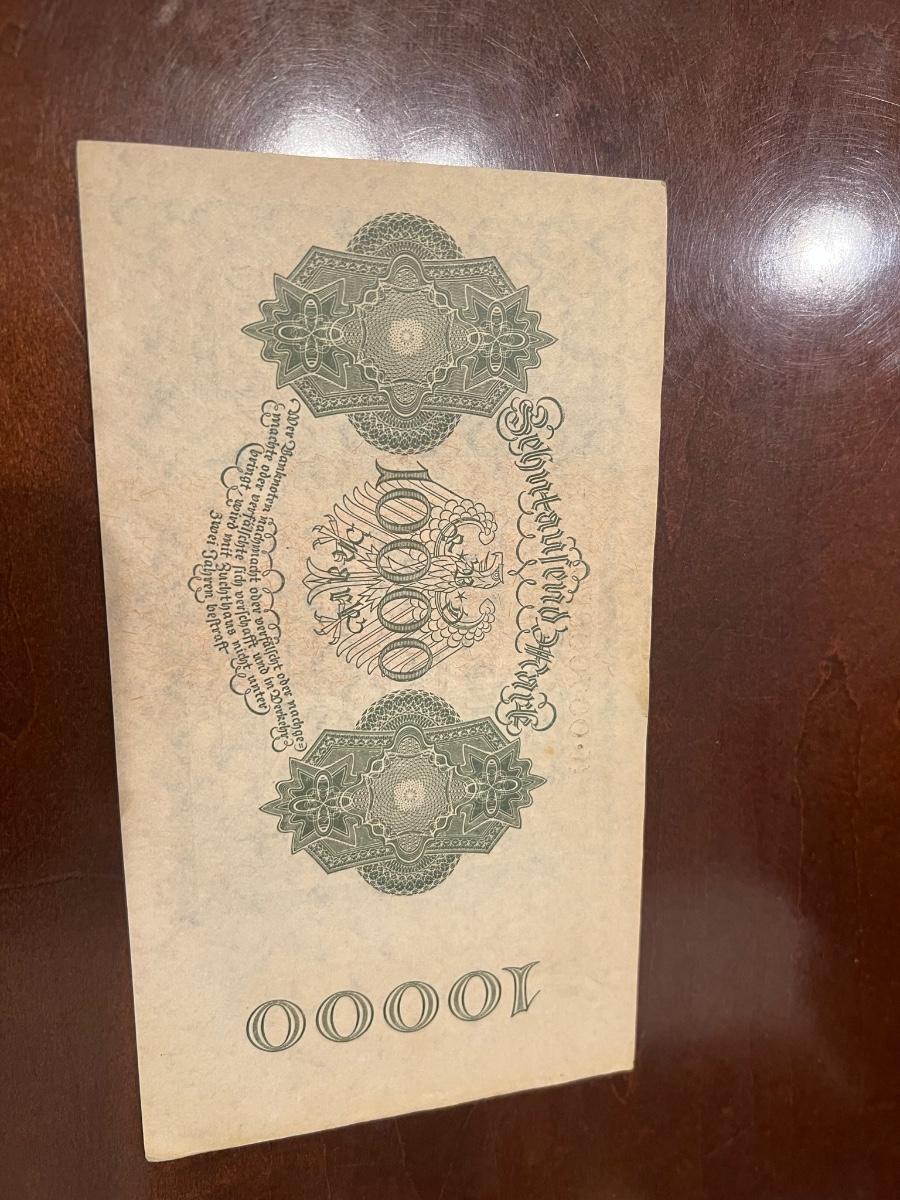 Zehntausend Mark
10000
Wer Banknoten nachmacht oder verfälscht oder nachge=
machte oder verfälschte sich verschafft und in Verkehr
bringt, wird mit Zuchthaus nicht unter
zwei Jahren bestraft
10000